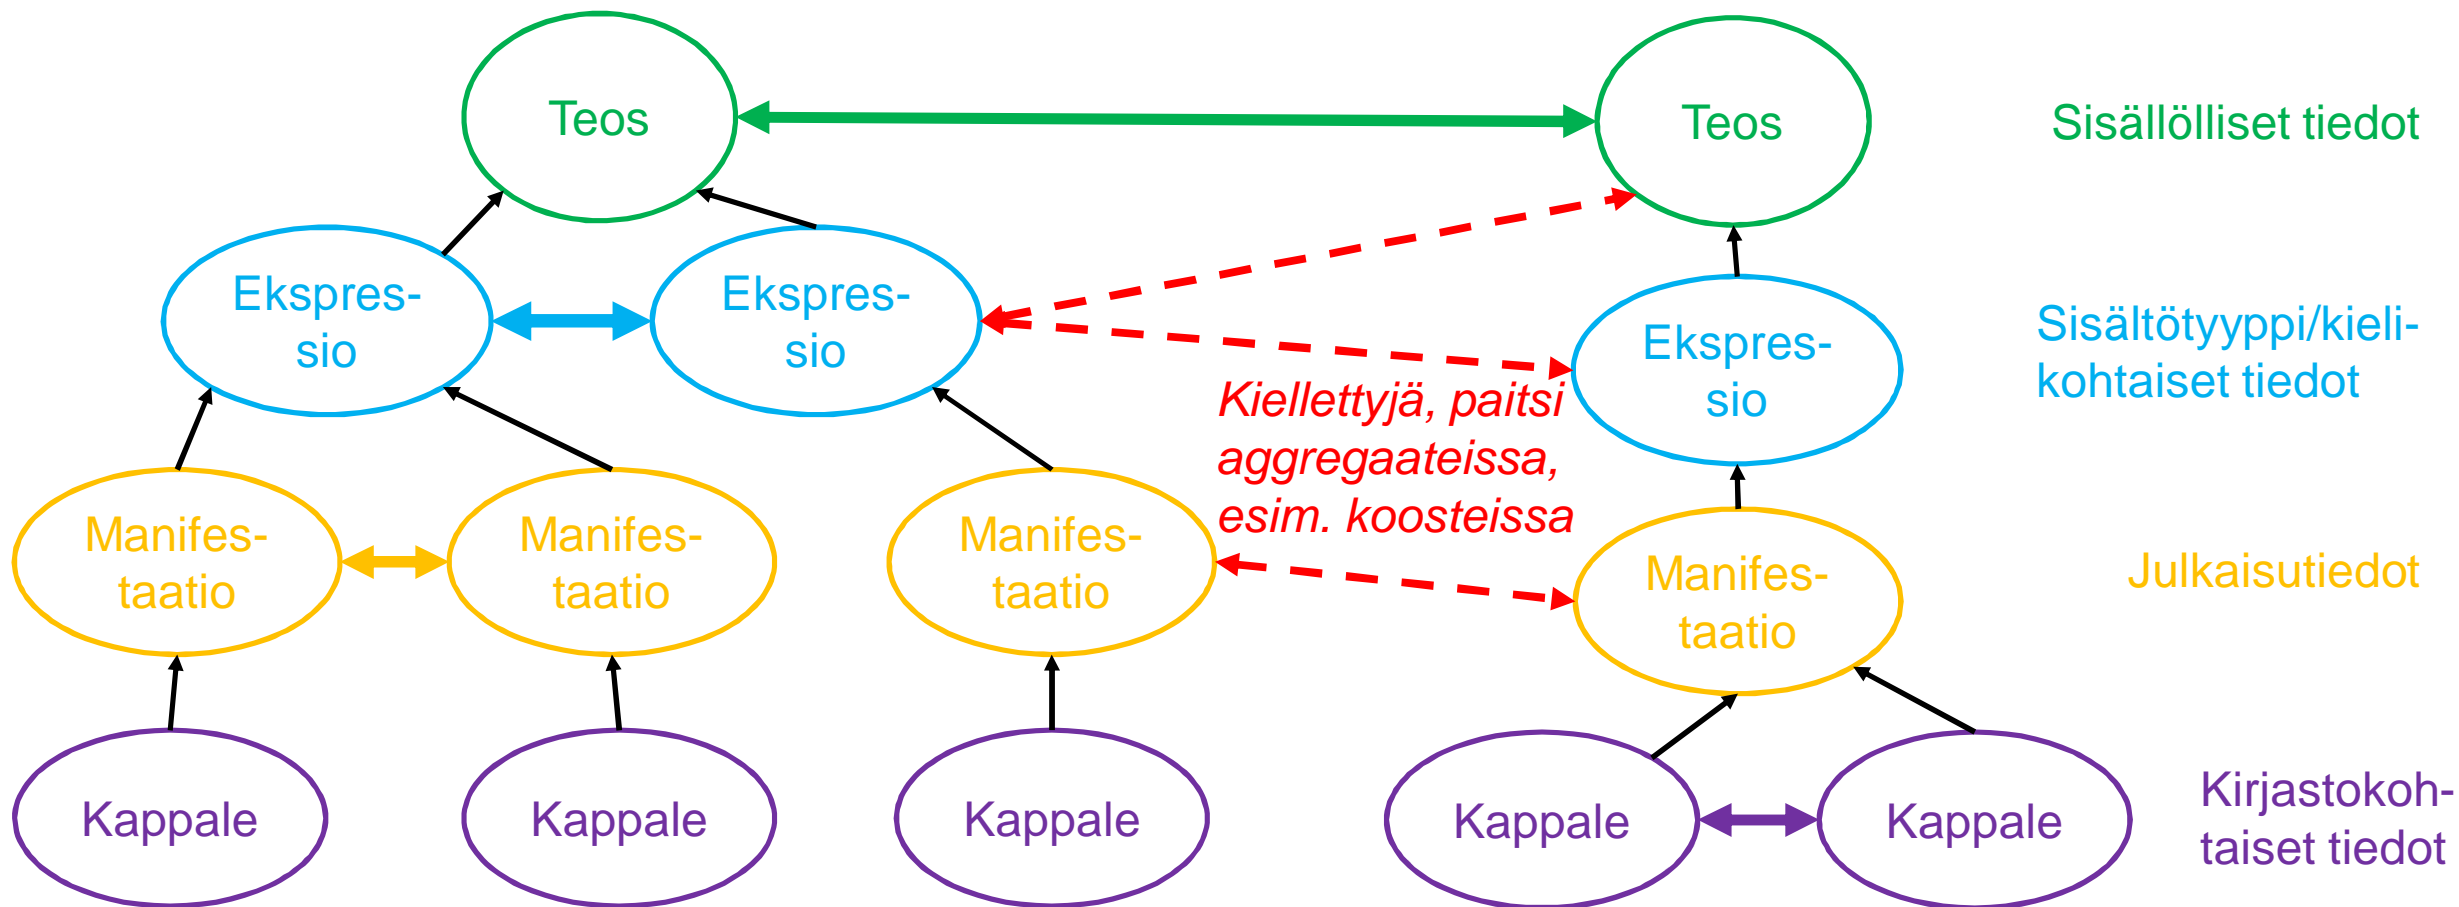 Teos
Teos
Sisällölliset tiedot
Ekspres-
sio
Ekspres-
sio
Ekspres-
sio
Sisältötyyppi/kieli-
kohtaiset tiedot
Kiellettyjä, paitsi
aggregaateissa,
esim. koosteissa
Manifes-
taatio
Manifes-
taatio
Manifes-
taatio
Manifes-
taatio
Julkaisutiedot
Kappale
Kappale
Kappale
Kappale
Kappale
Kirjastokoh-
taiset tiedot